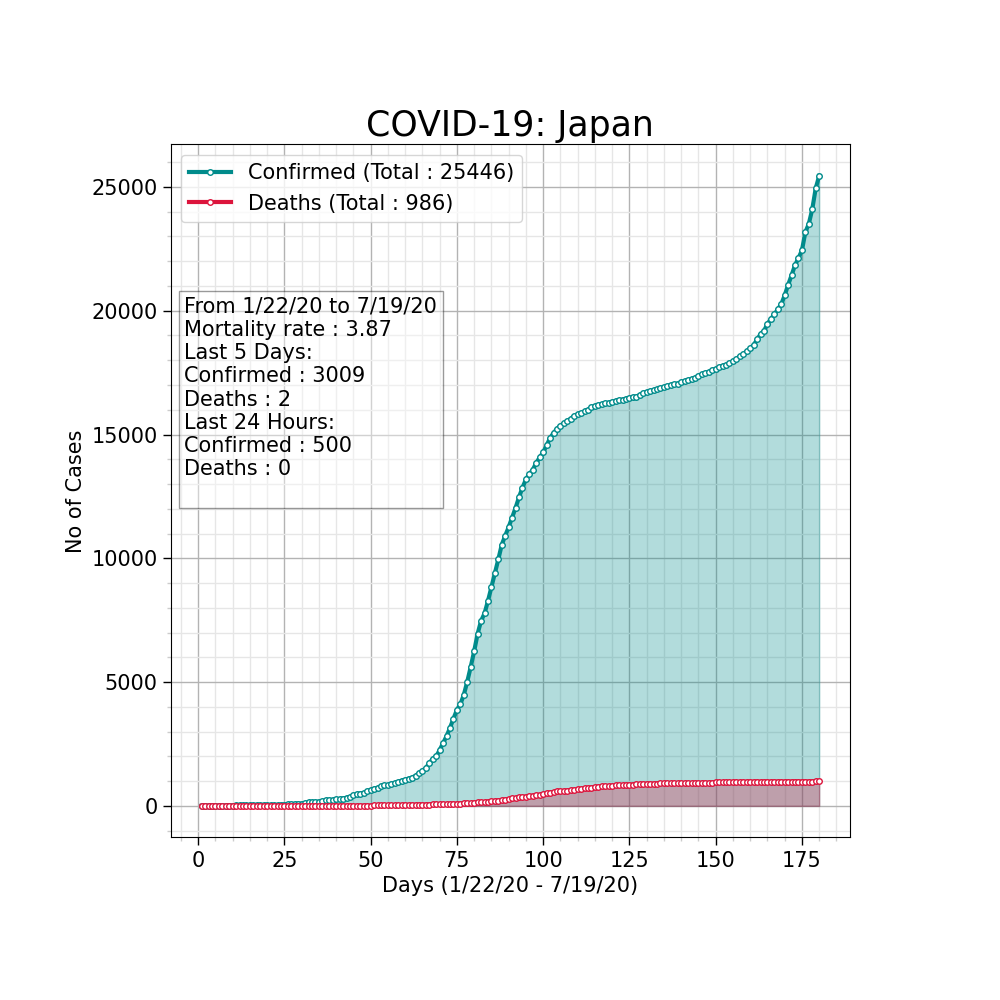 COVID-19: Japan
Confirmed (Total : 25446)
Deaths (Total : 986)
From 1/22/20 to 7/19/20
Mortality rate : 3.87
Last 5 Days:
Confirmed : 3009
Deaths : 2
Last 24 Hours:
Confirmed : 500
Deaths : 0
No of Cases
25000
20000
15000
10000
5000
0
0 25 50 75 100 125 150 175
Days (1/22/20 - 7/19/20)